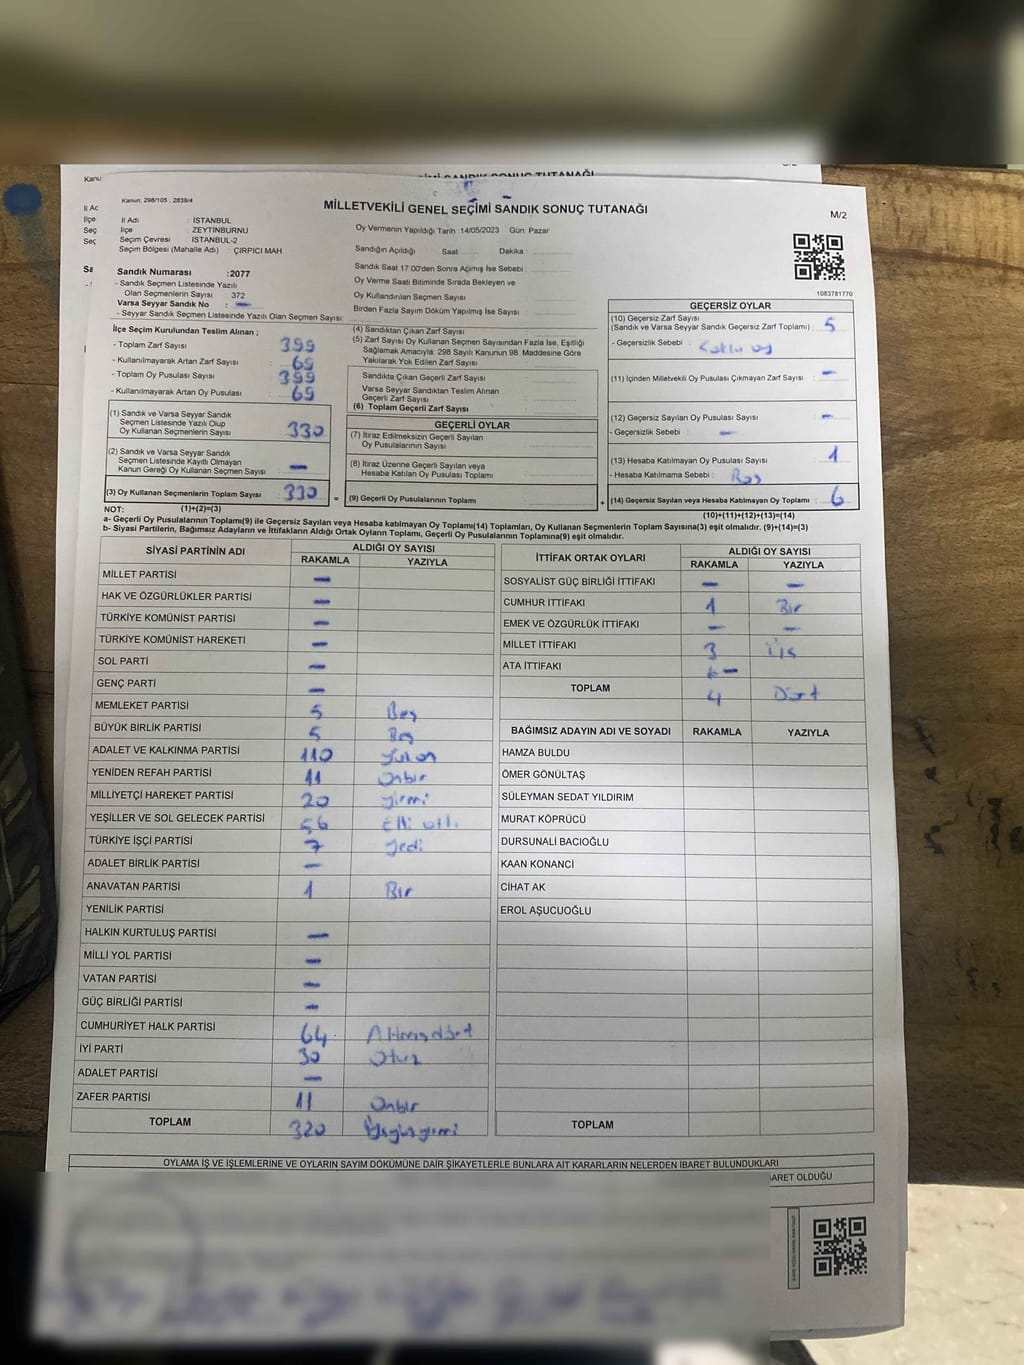 Kanu
Kanun: 298/105 , 2839/4
MİLLETVEKİLİ GENEL SEÇİMİ SANDIK SONUÇ TUTANAĞI
M/2
İl Adı : İSTANBUL
İlçe : ZEYTİNBURNU
Seçim Çevresi : İSTANBUL-2
Seçim Bölgesi (Mahalle Adı) : ÇIRPICI MAH.
Oy Vermenin Yapıldığı Tarih :14/05/2023 Gün: Pazar
Sandığın Açıldığı Saat : Dakika :
Sandık Numarası :2077
- Sandık Seçmen Listesinde Yazılı
Olan Seçmenlerin Sayısı : 372
Varsa Seyyar Sandık No : -
- Seyyar Sandık Seçmen Listesinde Yazılı Olan Seçmen Sayısı:
Sandık Saat 17.00'den Sonra Açılmış İse Sebebi :
Oy Verme Saati Bitiminde Sırada Bekleyen ve
Oy Kullandırılan Seçmen Sayısı
Birden Fazla Sayım Döküm Yapılmış İse Sayısı :
1083781770
İlçe Seçim Kurulundan Teslim Alınan ;
- Toplam Zarf Sayısı : 399
- Kullanılmayarak Artan Zarf Sayısı : 69
- Toplam Oy Pusulası Sayısı : 399
- Kullanılmayarak Artan Oy Pusulası : 69
(1) Sandık ve Varsa Seyyar Sandık
Seçmen Listesinde Yazılı Olup
Oy Kullanan Seçmenlerin Sayısı : 330
(2) Sandık ve Varsa Seyyar Sandık
Seçmen Listesinde Kayıtlı Olmayan
Kanun Gereği Oy Kullanan Seçmen Sayısı : -
(3) Oy Kullanan Seçmenlerin Toplam Sayısı : 330 =
(4) Sandıktan Çıkan Zarf Sayısı :
(5) Zarf Sayısı Oy Kullanan Seçmen Sayısından Fazla İse, Eşitliği
Sağlamak Amacıyla; 298 Sayılı Kanunun 98. Maddesine Göre
Yakılarak Yok Edilen Zarf Sayısı :
Sandıkta Çıkan Geçerli Zarf Sayısı :
Varsa Seyyar Sandıktan Teslim Alınan
Geçerli Zarf Sayısı :
(6) Toplam Geçerli Zarf Sayısı :
GEÇERLİ OYLAR
(7) İtiraz Edilmeksizin Geçerli Sayılan
Oy Pusulalarının Sayısı :
(8) İtiraz Üzerine Geçerli Sayılan veya
Hesaba Katılan Oy Pusulası Toplamı :
(9) Geçerli Oy Pusulalarının Toplamı : +
GEÇERSİZ OYLAR
(10) Geçersiz Zarf Sayısı
(Sandık ve Varsa Seyyar Sandık Geçersiz Zarf Toplamı) : 5
- Geçersizlik Sebebi : oy
(11) İçinden Milletvekili Oy Pusulası Çıkmayan Zarf Sayısı : -
(12) Geçersiz Sayılan Oy Pusulası Sayısı : -
- Geçersizlik Sebebi : -
(13) Hesaba Katılmayan Oy Pusulası Sayısı : 1
- Hesaba Katılmama Sebebi : Boş
(14) Geçersiz Sayılan veya Hesaba Katılmayan Oy Toplamı : 6
NOT: (1)+(2)=(3)
(10)+(11)+(12)+(13)=(14)
a- Geçerli Oy Pusulalarının Toplamı(9) ile Geçersiz Sayılan veya Hesaba katılmayan Oy Toplamı(14) Toplamları, Oy Kullanan Seçmenlerin Toplam Sayısına(3) eşit olmalıdır. (9)+(14)=(3)
b- Siyasi Partilerin, Bağımsız Adayların ve İttifakların Aldığı Ortak Oyların Toplamı, Geçerli Oy Pusulalarının Toplamına(9) eşit olmalıdır.
SİYASİ PARTİNİN ADI ALDIĞI OY SAYISI
RAKAMLA YAZIYLA
MİLLET PARTİSİ -
HAK VE ÖZGÜRLÜKLER PARTİSİ -
TÜRKİYE KOMÜNİST PARTİSİ -
TÜRKİYE KOMÜNİST HAREKETİ -
SOL PARTİ -
GENÇ PARTİ -
MEMLEKET PARTİSİ 5 Beş
BÜYÜK BİRLİK PARTİSİ 5 Beş
ADALET VE KALKINMA PARTİSİ 110 Yüz on
YENİDEN REFAH PARTİSİ 11 Onbir
MİLLİYETÇİ HAREKET PARTİSİ 20 Yirmi
YEŞİLLER VE SOL GELECEK PARTİSİ 56 Elli altı
TÜRKİYE İŞÇİ PARTİSİ 7 Yedi
ADALET BİRLİK PARTİSİ -
ANAVATAN PARTİSİ 1 Bir
YENİLİK PARTİSİ
HALKIN KURTULUŞ PARTİSİ -
MİLLİ YOL PARTİSİ -
VATAN PARTİSİ -
GÜÇ BİRLİĞİ PARTİSİ -
CUMHURİYET HALK PARTİSİ 64 Altmışdört
İYİ PARTİ 30 Otuz
ADALET PARTİSİ -
ZAFER PARTİSİ 11 Onbir
TOPLAM 320 Üçyüzyirmi
İTTİFAK ORTAK OYLARI ALDIĞI OY SAYISI
RAKAMLA YAZIYLA
SOSYALİST GÜÇ BİRLİĞİ İTTİFAKI - -
CUMHUR İTTİFAKI 1 Bir
EMEK VE ÖZGÜRLÜK İTTİFAKI - -
MİLLET İTTİFAKI 3 Üç
ATA İTTİFAKI -
TOPLAM 4 Dört
BAĞIMSIZ ADAYIN ADI VE SOYADI RAKAMLA YAZIYLA
HAMZA BULDU
ÖMER GÖNÜLTAŞ
SÜLEYMAN SEDAT YILDIRIM
MURAT KÖPRÜCÜ
DURSUNALİ BACIOĞLU
KAAN KONANCİ
CİHAT AK
EROL AŞUCUOĞLU
TOPLAM
OYLAMA İŞ VE İŞLEMLERİNE VE OYLARIN SAYIM DÖKÜMÜNE DAİR ŞİKAYETLERLE BUNLARA AİT KARARLARIN NELERDEN İBARET BULUNDUKLARI
BARET OLDUĞU